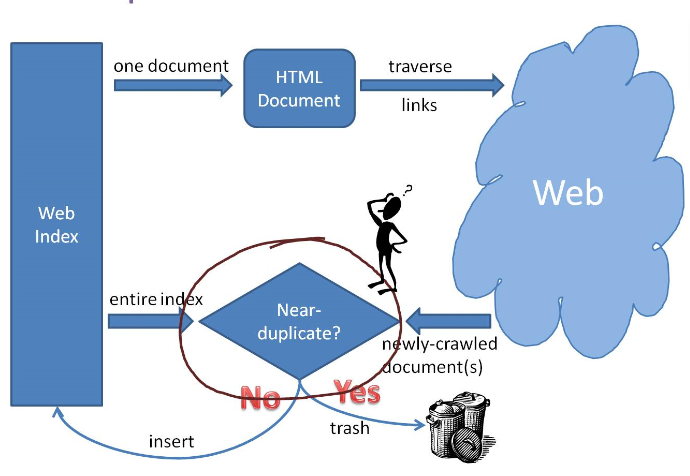 one document
HTML
Document
traverse
links
Web
Web
Index
?
entire index
Near-
duplicate?
newly-crawled
document(s)
No
Yes
insert
trash